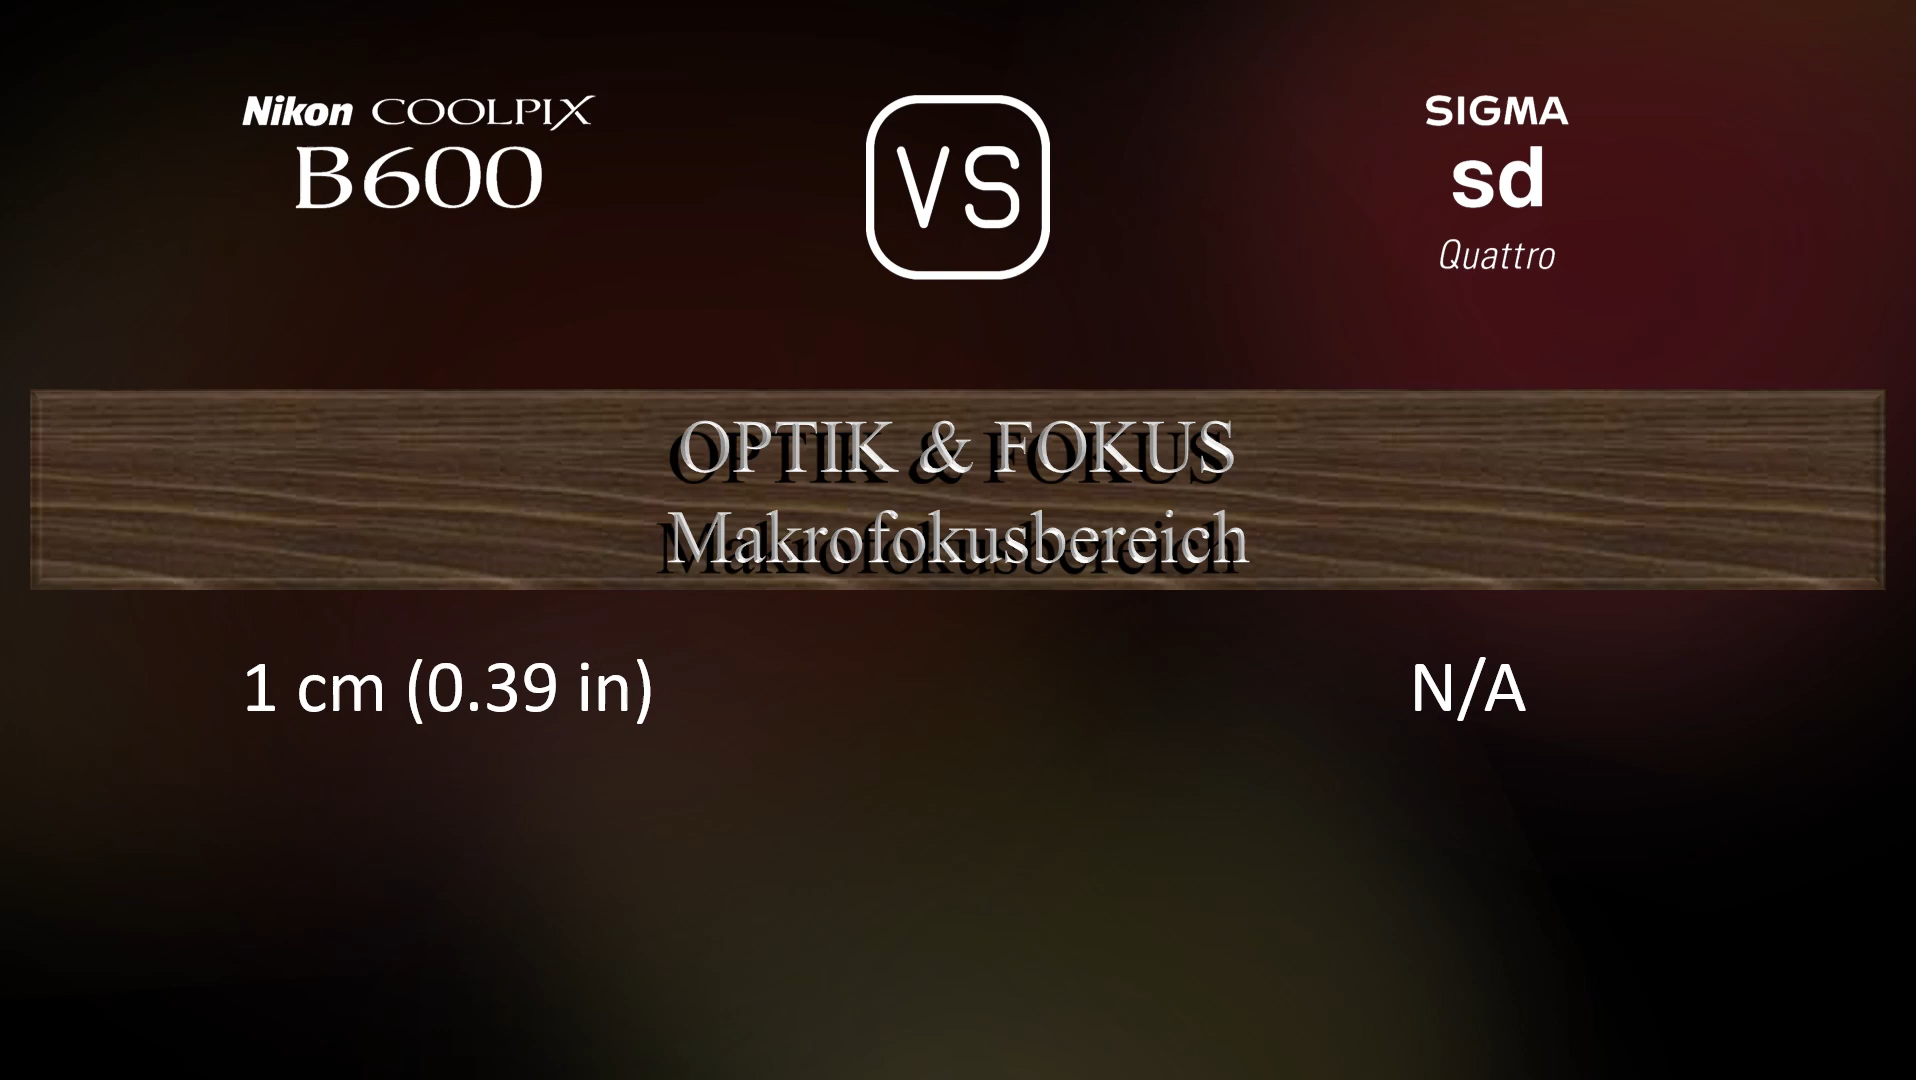 Nikon COOLPIX
B600
VS
SIGMA
sd
Quattro
OPTIK & FOKUS
Makrofokusbereich
1 cm (0.39 in)
N/A